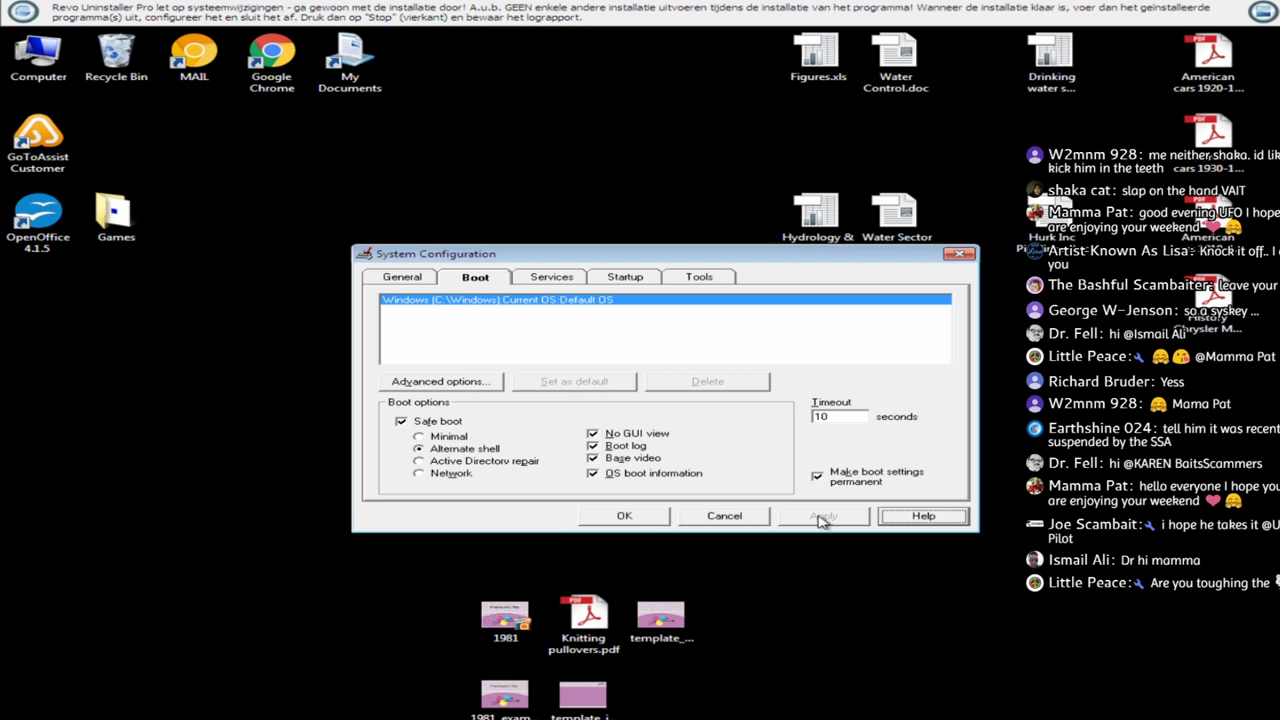 Revo Uninstaller Pro let op systeemwijzigingen - ga gewoon met de installatie door! A.u.b. GEEN enkele andere installatie uitvoeren tijdens de installatie van het programma! Wanneer de installatie klaar is, voer dan het geïnstalleerde
programma(s) uit, configureer het en sluit het af. Druk dan op "Stop" (vierkant) en bewaar het lograpport.
Computer
Recycle Bin
MAIL
Google
Chrome
My
Documents
Figures.xls
Water
Control.doc
Drinking
water s...
American
cars 1920-1...
GoToAssist
Customer
cars 1930-1...
OpenOffice
4.1.5
Games
Hydrology &
Water Sector
Hurk Inc
American
History
Chrysler M...
System Configuration
General
Boot
Services
Startup
Tools
Windows (C:\Windows):Current OS:Default OS
Advanced options...
Set as default
Delete
Boot options
Safe boot
Minimal
Alternate shell
Active Directory repair
Network
No GUI view
Boot log
Base video
OS boot information
Timeout
10 seconds
Make boot settings
permanent
OK
Cancel
Apply
Help
W2mnm 928: me neither shaka. id lik
kick him in the teeth
shaka cat: slap on the hand VAIT
Mamma Pat: good evening UFO I hope
are enjoying your weekend ❤️🤗
Artist Known As Lisa: Knock it off.. I
you
The Bashful Scambaiter: leave your
George W-Jenson: so a syskey ...
Dr. Fell: hi @Ismail Ali
Little Peace: 🤗 😘 @Mamma Pat
Richard Bruder: Yess
W2mnm 928: 🤗 Mama Pat
Earthshine 024: tell him it was recent
suspended by the SSA
Dr. Fell: hi @KAREN BaitsScammers
Mamma Pat: hello everyone I hope you
are enjoying your weekend ❤️🤗
Joe Scambait: i hope he takes it @U
Pilot
Ismail Ali: Dr hi mamma
Little Peace: Are you toughing the
1981
Knitting
pullovers.pdf
template_...
1981_exam
template_i...